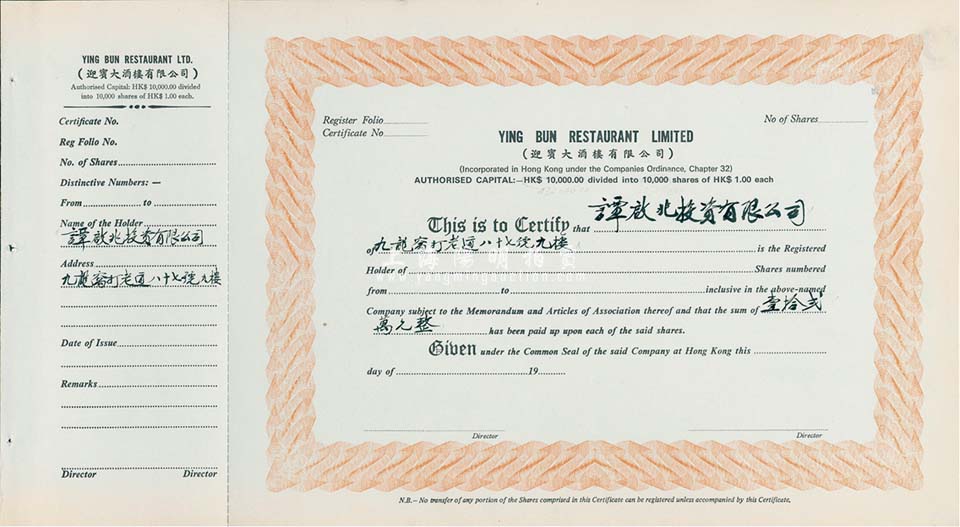 YING BUN RESTAURANT LTD.
(迎賓大酒樓有限公司)
Authorised Capital: HK$ 10,000.00 divided
into 10,000 shares of HK$ 1.00 each.
Certificate No.
Reg Folio No.
No. of Shares
Distinctive Numbers: —
From to
Name of the Holder
譚啟兆投資有限公司
Address
九龍窩打老道八十七號九樓
Date of Issue
Remarks
Director Director
Register Folio
Certificate No
No of Shares
YING BUN RESTAURANT LIMITED
(迎賓大酒樓有限公司)
(Incorporated in Hong Kong under the Companies Ordinance, Chapter 32)
AUTHORISED CAPITAL:—HK$ 10,000.00 divided into 10,000 shares of HK$ 1.00 each
This is to Certify that 譚啟兆投資有限公司
of 九龍窩打老道八十七號九樓 is the Registered
Holder of Shares numbered
from to inclusive in the above-named
Company subject to the Memorandum and Articles of Association thereof and that the sum of 壹拾弍
萬元整 has been paid up upon each of the said shares.
Given under the Common Seal of the said Company at Hong Kong this
day of 19
Director
Director
N.B.—No transfer of any portion of the Shares comprised in this Certificate can be registered unless accompanied by this Certificate.
上海陽明拍賣